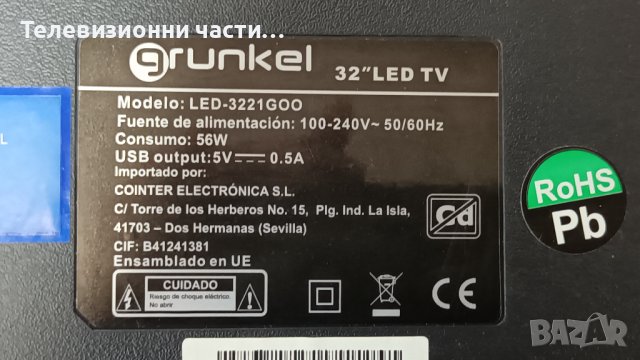 Телевизионни части…
grunkel
32"LED TV
Modelo: LED-3221GOO
Fuente de alimentación: 100-240V~ 50/60Hz
Consumo: 56W
USB output:5V⎓0.5A
Importado por:
COINTER ELECTRÓNICA S.L.
C/ Torre de los Herberos No. 15, Plg. Ind. La Isla,
41703 – Dos Hermanas (Sevilla)
CIF: B41241381
Ensamblado en UE
CUIDADO
Riesgo de choque eléctrico.
No abrir
Cd
CE
RoHS
Pb
L
BAZAR